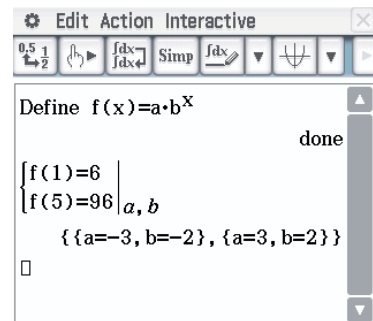 Edit Action Interactive
0.5 1 2 ∫dx ∫dx Simp ∫dx
Define f(x)=a·b^x
done
{f(1)=6
{f(5)=96|a, b
{{a=-3, b=-2}, {a=3, b=2}}